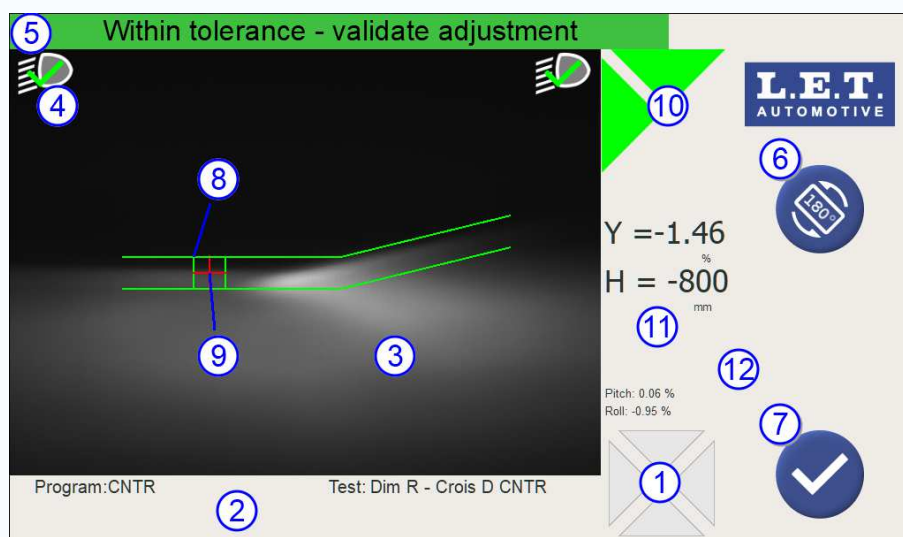 Within tolerance - validate adjustment
5
4
10
L.E.T.
AUTOMOTIVE
6
180°
8
Y =-1.46
%
H = -800
mm
9
3
11
12
Pitch: 0.06 %
Roll: -0.95 %
7
1
Program:CNTR
Test: Dim R - Crois D CNTR
2